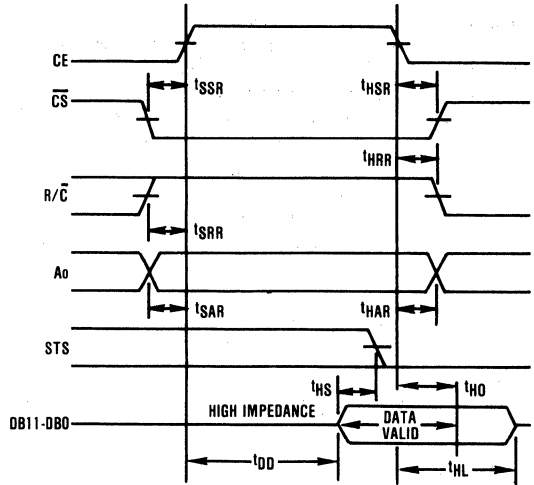 CE
tSSR
tHSR
CS
tHRR
R/C
tSRR
Ao
tSAR
tHAR
STS
tHS
tHO
DB11-DB0
HIGH IMPEDANCE
DATA
VALID
tDD
tHL